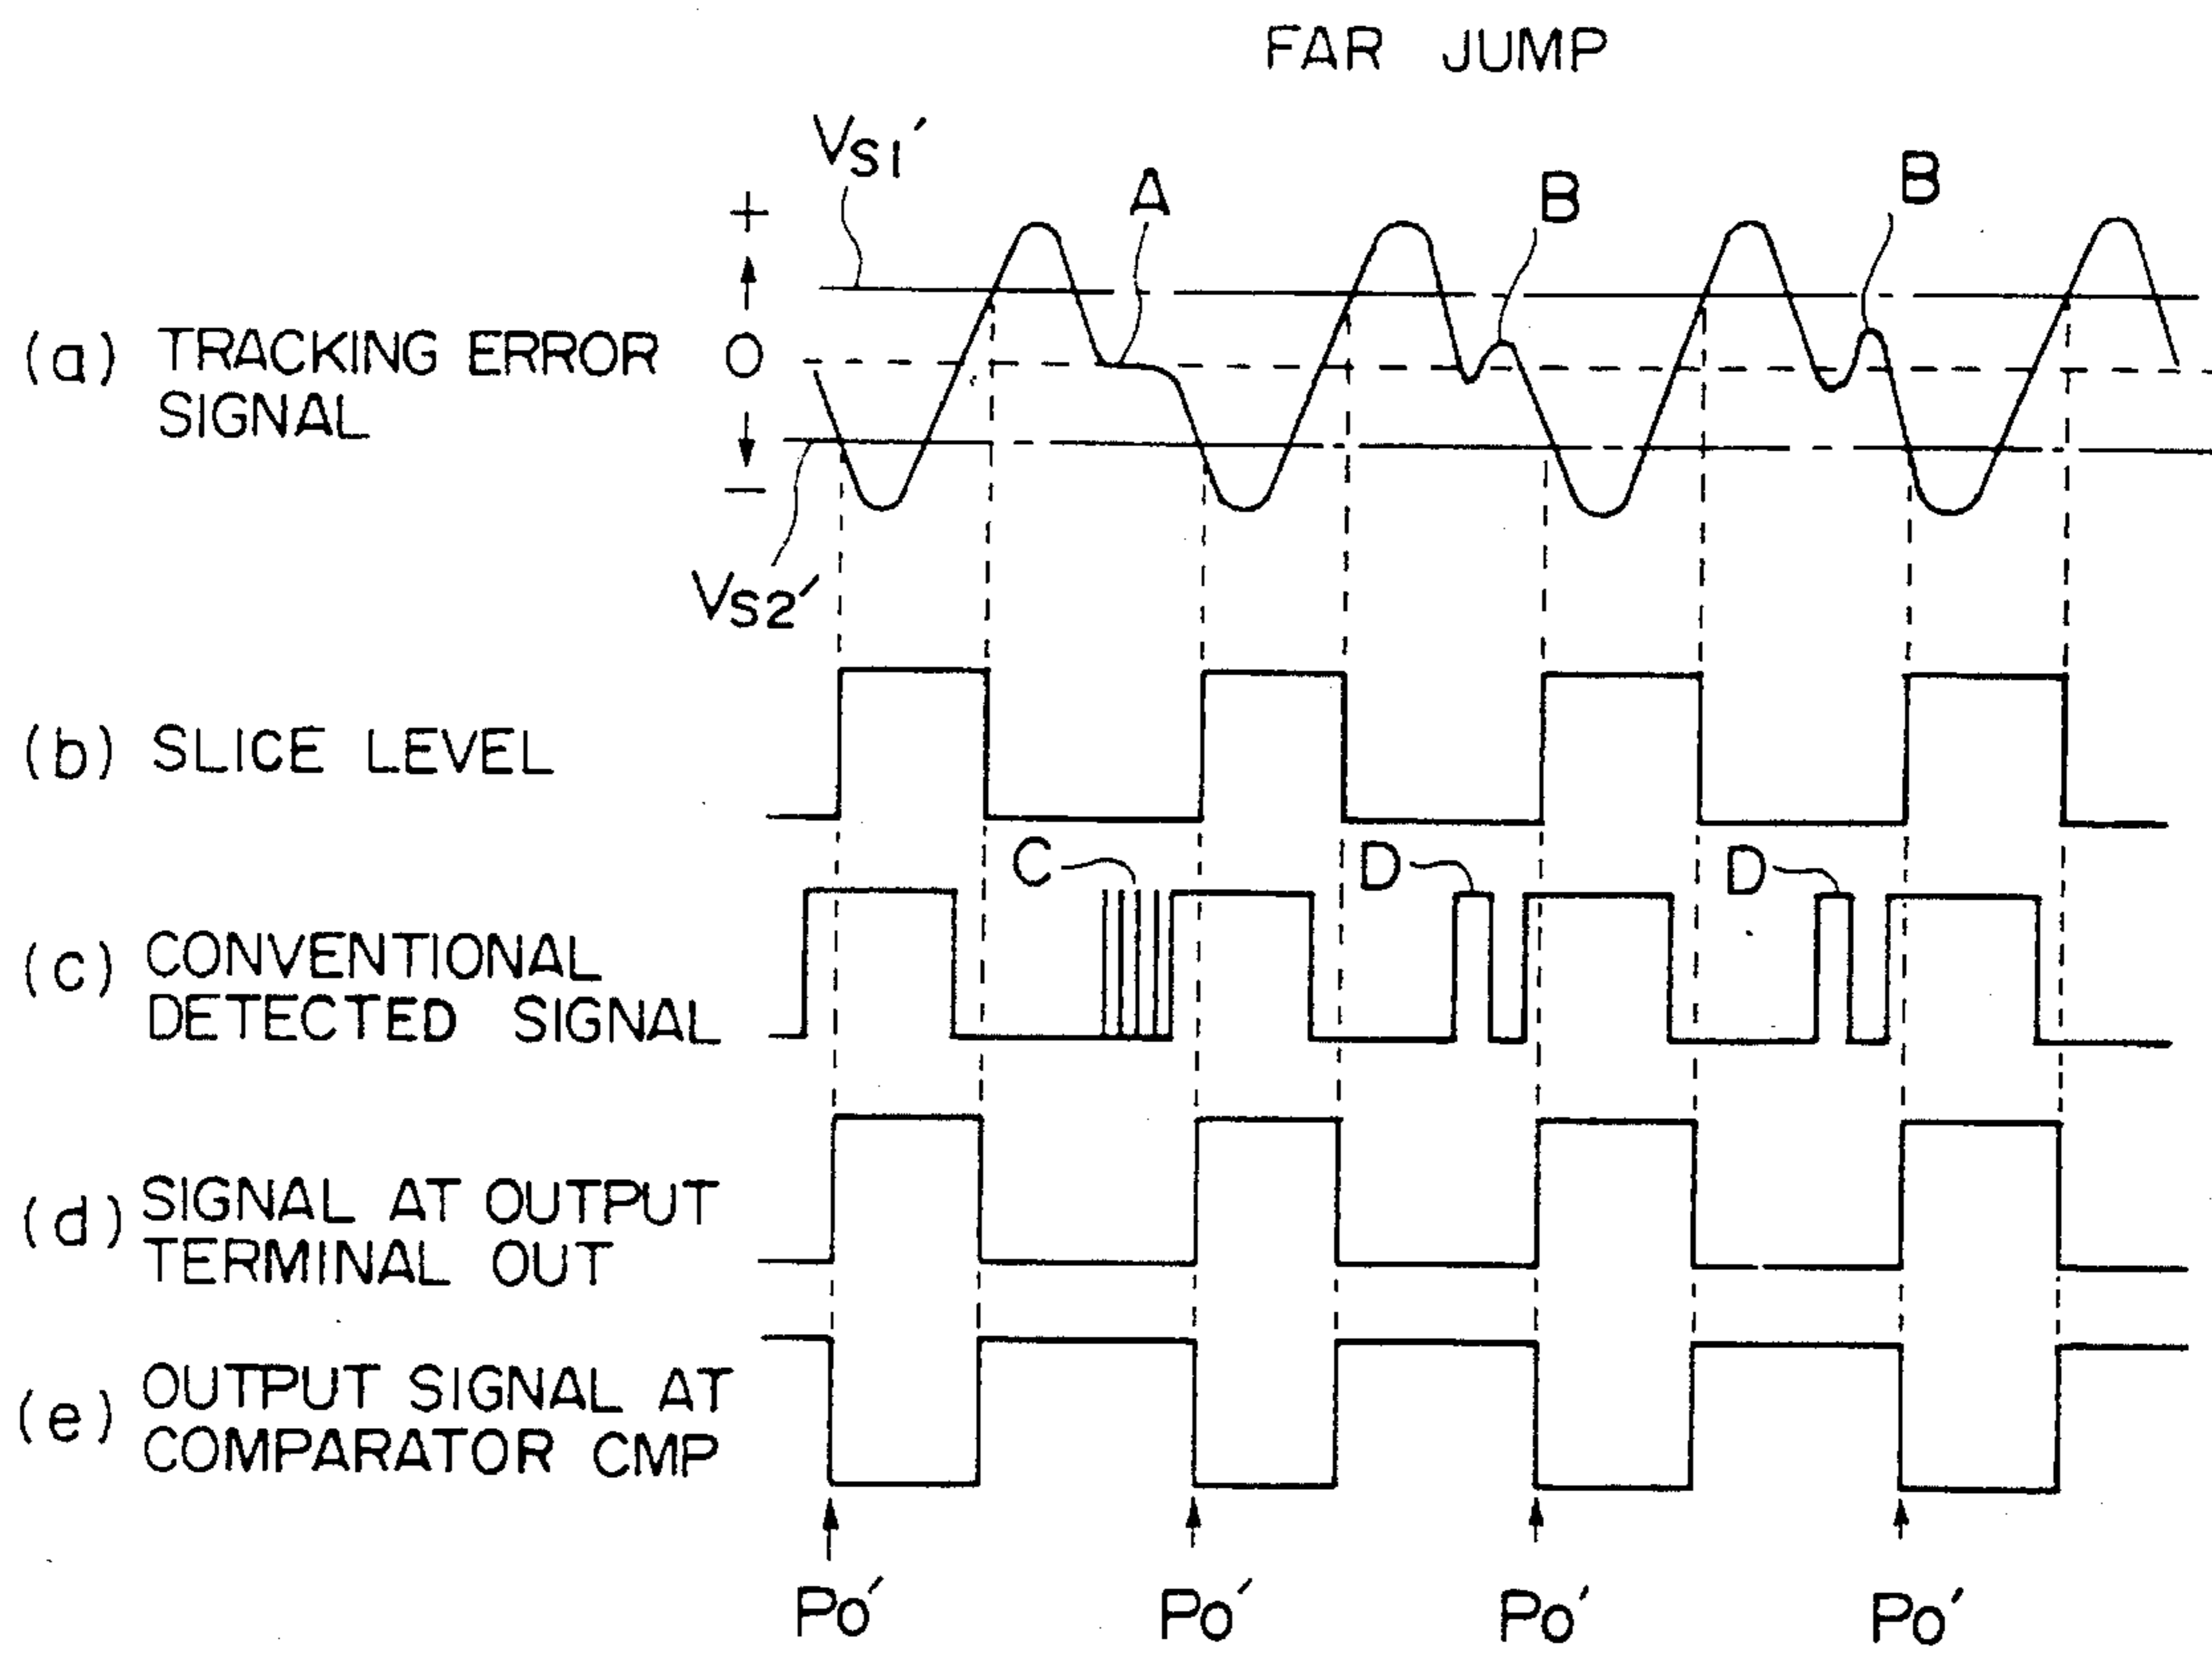 FAR JUMP
Vs1'
A
B
B
+
(a) TRACKING ERROR
SIGNAL
0
−
Vs2'
(b) SLICE LEVEL
C
D
D
(c) CONVENTIONAL
DETECTED SIGNAL
(d) SIGNAL AT OUTPUT
TERMINAL OUT
(e) OUTPUT SIGNAL AT
COMPARATOR CMP
Po' Po' Po' Po'